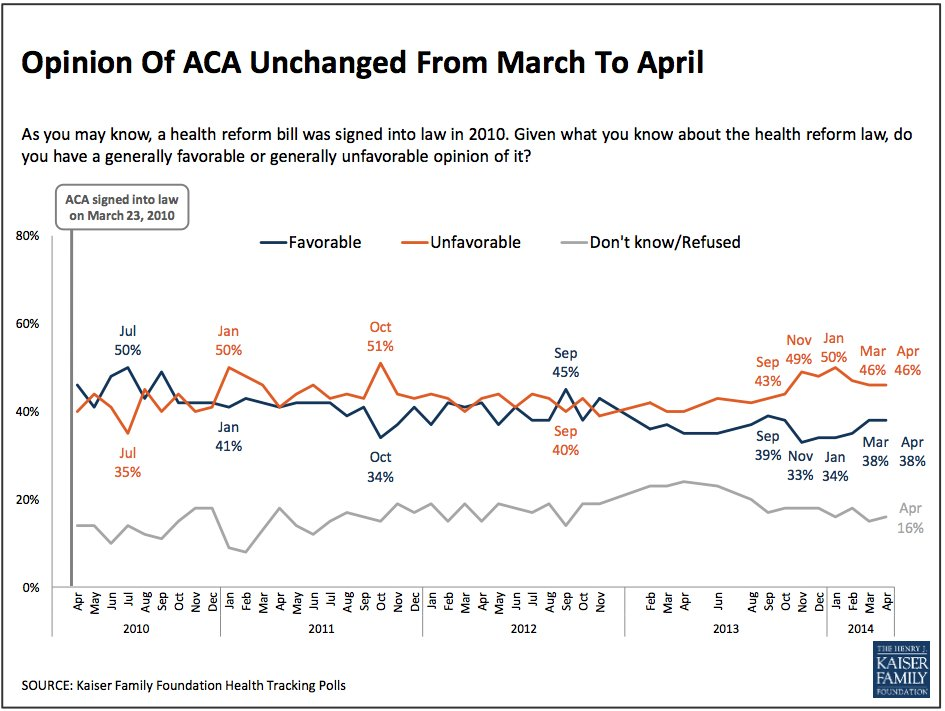 Opinion Of ACA Unchanged From March To April
As you may know, a health reform bill was signed into law in 2010. Given what you know about the health reform law, do
you have a generally favorable or generally unfavorable opinion of it?
ACA signed into law
on March 23, 2010
Favorable
Unfavorable
Don't know/Refused
80%
60%
40%
20%
0%
Jul
50%
Jul
35%
Jan
50%
Jan
41%
Oct
51%
Oct
34%
Sep
45%
Sep
40%
Sep
43%
Nov
49%
Jan
50%
Mar
46%
Apr
46%
Sep
39%
Nov
33%
Jan
34%
Mar
38%
Apr
38%
Apr
16%
Apr May Jun Jul Aug Sep Oct Nov Dec Jan Feb Mar Apr May Jun Jul Aug Sep Oct Nov Dec Jan Feb Mar Apr May Jun Jul Aug Sep Oct Nov Feb Mar Apr Jun Aug Sep Oct Nov Dec Jan Feb Mar Apr
2010 2011 2012 2013 2014
SOURCE: Kaiser Family Foundation Health Tracking Polls
THE HENRY J.
KAISER
FAMILY
FOUNDATION